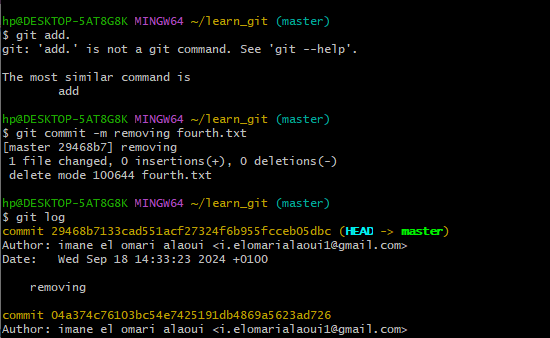 hp@DESKTOP-5AT8G8K MINGW64 ~/learn_git (master)
$ git add.
git: 'add.' is not a git command. See 'git --help'.
The most similar command is
add
hp@DESKTOP-5AT8G8K MINGW64 ~/learn_git (master)
$ git commit -m removing fourth.txt
[master 29468b7] removing
1 file changed, 0 insertions(+), 0 deletions(-)
delete mode 100644 fourth.txt
hp@DESKTOP-5AT8G8K MINGW64 ~/learn_git (master)
$ git log
commit 29468b7133cad551acf27324f6b955fcceb05dbc (HEAD -> master)
Author: imane el omari alaoui <i.elomarialaoui1@gmail.com>
Date:   Wed Sep 18 14:33:23 2024 +0100
removing
commit 04a374c76103bc54e7425191db4869a5623ad726
Author: imane el omari alaoui <i.elomarialaoui1@gmail.com>